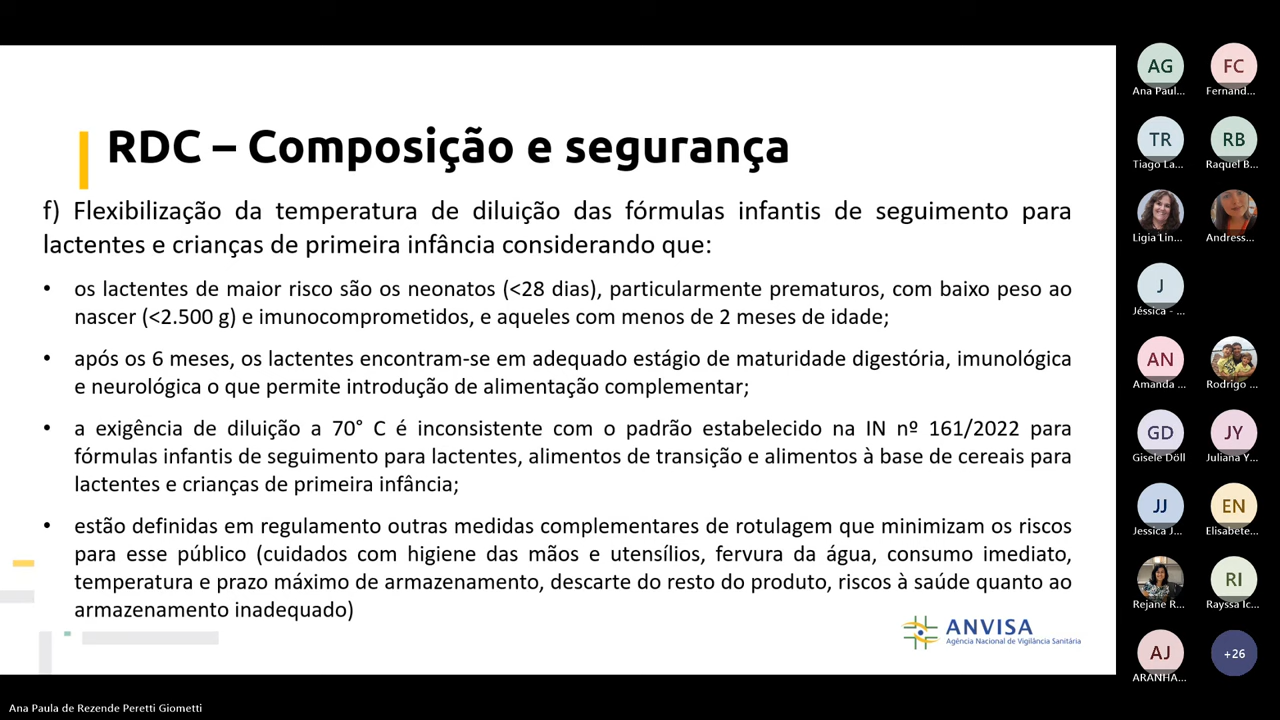 RDC – Composição e segurança
f) Flexibilização da temperatura de diluição das fórmulas infantis de seguimento para
lactentes e crianças de primeira infância considerando que:
• os lactentes de maior risco são os neonatos (<28 dias), particularmente prematuros, com baixo peso ao
nascer (<2.500 g) e imunocomprometidos, e aqueles com menos de 2 meses de idade;
• após os 6 meses, os lactentes encontram-se em adequado estágio de maturidade digestória, imunológica
e neurológica o que permite introdução de alimentação complementar;
• a exigência de diluição a 70° C é inconsistente com o padrão estabelecido na IN nº 161/2022 para
fórmulas infantis de seguimento para lactentes, alimentos de transição e alimentos à base de cereais para
lactentes e crianças de primeira infância;
• estão definidas em regulamento outras medidas complementares de rotulagem que minimizam os riscos
para esse público (cuidados com higiene das mãos e utensílios, fervura da água, consumo imediato,
temperatura e prazo máximo de armazenamento, descarte do resto do produto, riscos à saúde quanto ao
armazenamento inadequado)
ANVISA
Agência Nacional de Vigilância Sanitária
AG
Ana Paul...
FC
Fernand...
TR
Tiago La...
RB
Raquel B...
Ligia Lin...
Andress...
J
Jéssica - ...
AN
Amanda ...
Rodrigo ...
GD
Gisele Döll
JY
Juliana Y...
JJ
Jessica J...
EN
Elisabete...
Rejane R...
RI
Rayssa Ic...
AJ
ARANHA...
+26
Ana Paula de Rezende Peretti Giometti